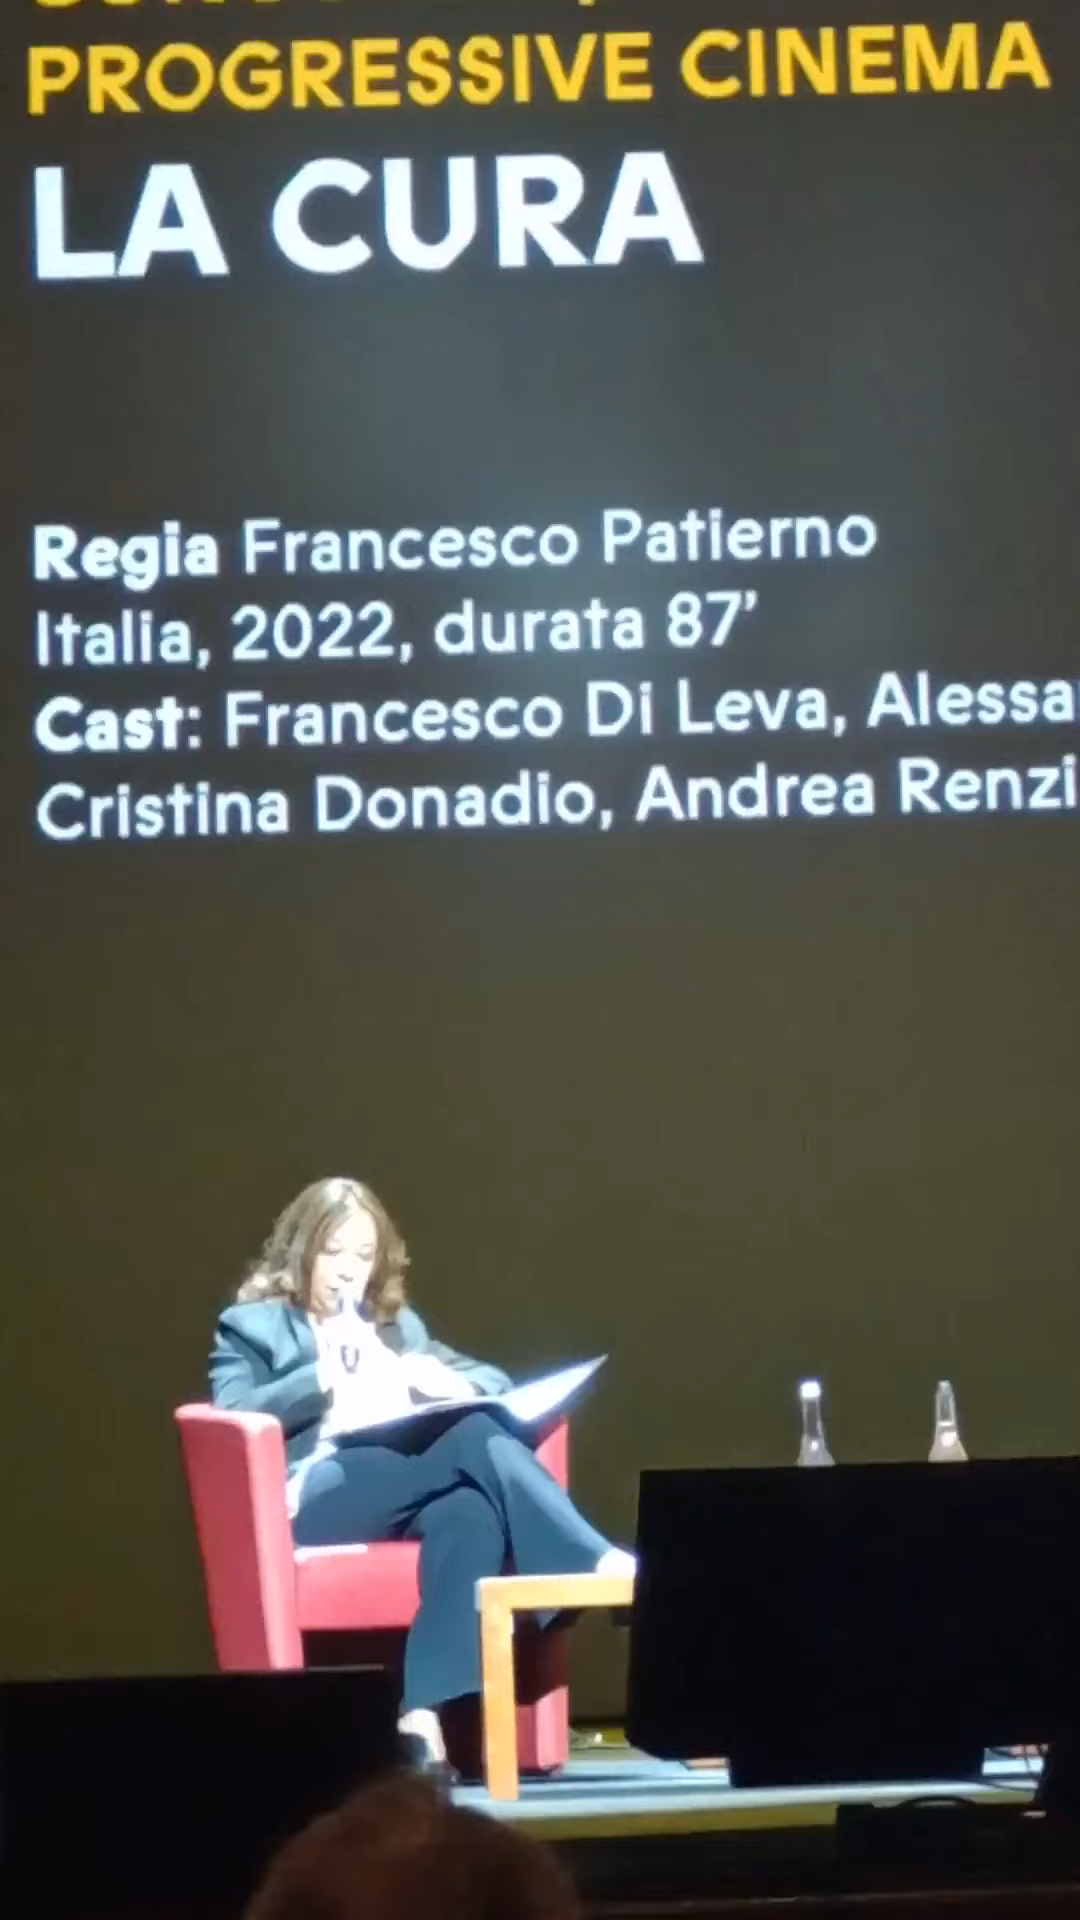 PROGRESSIVE CINEMA
LA CURA
Regia Francesco Patierno
Italia, 2022, durata 87’
Cast: Francesco Di Leva, Alessa
Cristina Donadio, Andrea Renzi